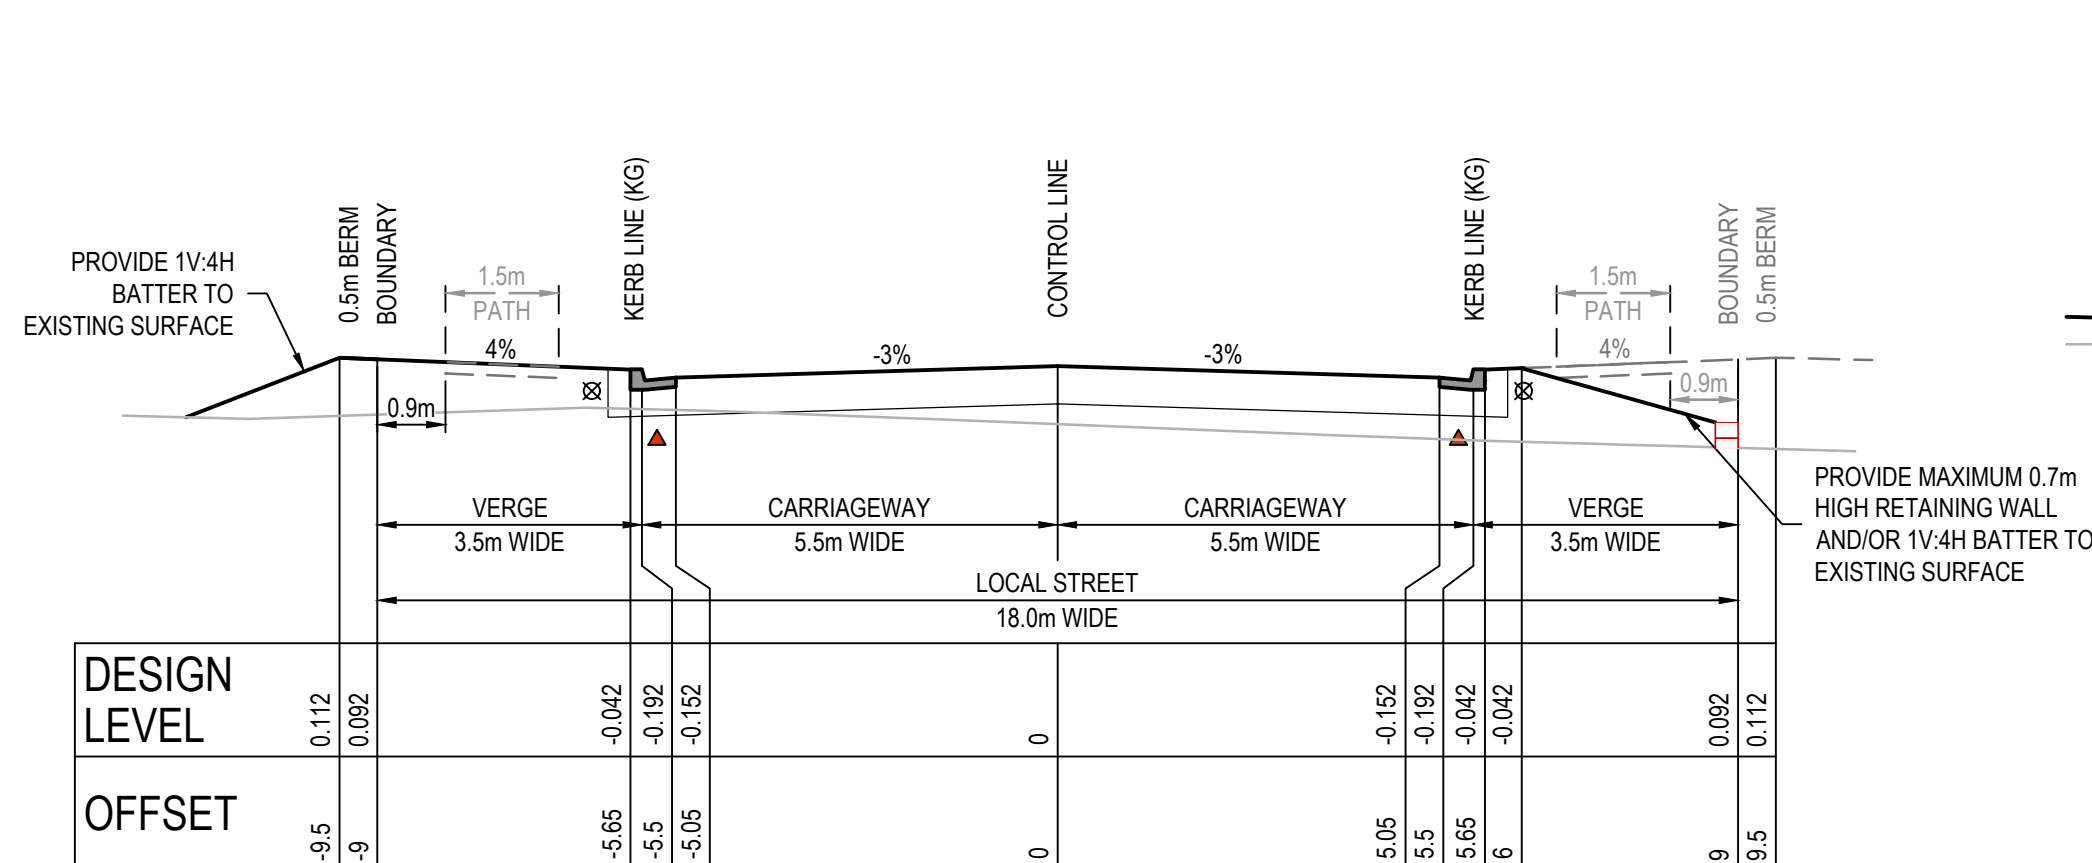 0.5m BERM
BOUNDARY
KERB LINE (KG)
CONTROL LINE
KERB LINE (KG)
BOUNDARY
0.5m BERM
PROVIDE 1V:4H
BATTER TO
EXISTING SURFACE
1.5m
PATH
4%
-3%
-3%
1.5m
PATH
4%
0.9m
0.9m
PROVIDE MAXIMUM 0.7m
HIGH RETAINING WALL
AND/OR 1V:4H BATTER TO
EXISTING SURFACE
VERGE
3.5m WIDE
CARRIAGEWAY
5.5m WIDE
CARRIAGEWAY
5.5m WIDE
VERGE
3.5m WIDE
LOCAL STREET
18.0m WIDE
DESIGN
LEVEL
0.112
0.092
-0.042
-0.192
-0.152
0
-0.152
-0.192
-0.042
-0.042
0.092
0.112
OFFSET
-9.5
-9
-5.65
-5.5
-5.05
0
5.05
5.5
5.65
6
9
9.5